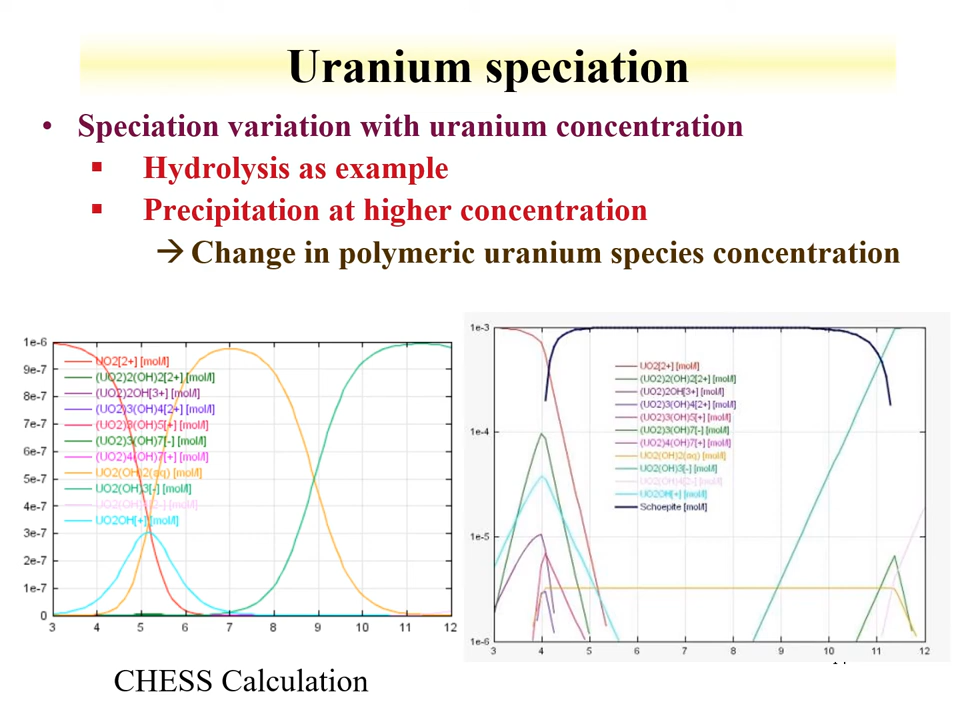 Uranium speciation
• Speciation variation with uranium concentration
▪ Hydrolysis as example
▪ Precipitation at higher concentration
→ Change in polymeric uranium species concentration
1e-6
9e-7
8e-7
7e-7
6e-7
5e-7
4e-7
3e-7
2e-7
1e-7
0
3 4 5 6 7 8 9 10 11 12
UO2[2+] [mol/l]
(UO2)2(OH)2[2+] [mol/l]
(UO2)2OH[3+] [mol/l]
(UO2)3(OH)4[2+] [mol/l]
(UO2)3(OH)5[+] [mol/l]
(UO2)3(OH)7[-] [mol/l]
(UO2)4(OH)7[+] [mol/l]
UO2(OH)2(aq) [mol/l]
UO2(OH)3[-] [mol/l]
UO2(OH)4[2-] [mol/l]
UO2OH[+] [mol/l]
1e-3
1e-4
1e-5
1e-6
3 4 5 6 7 8 9 10 11 12
UO2[2+] [mol/l]
(UO2)2(OH)2[2+] [mol/l]
(UO2)2OH[3+] [mol/l]
(UO2)3(OH)4[2+] [mol/l]
(UO2)3(OH)5[+] [mol/l]
(UO2)3(OH)7[-] [mol/l]
(UO2)4(OH)7[+] [mol/l]
UO2(OH)2(aq) [mol/l]
UO2(OH)3[-] [mol/l]
UO2(OH)4[2-] [mol/l]
UO2OH[+] [mol/l]
Schoepite [mol/l]
CHESS Calculation